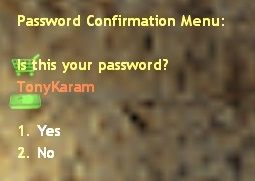 Password Confirmation Menu:
Is this your password?
TonyKaram
1. Yes
2. No